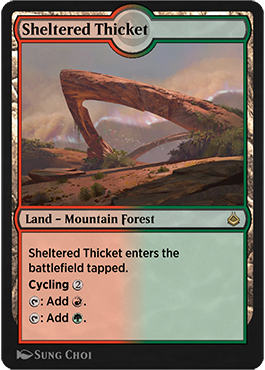 Sheltered Thicket
Land – Mountain Forest
Sheltered Thicket enters the
battlefield tapped.
Cycling 2
: Add R.
: Add G.
Sung Choi